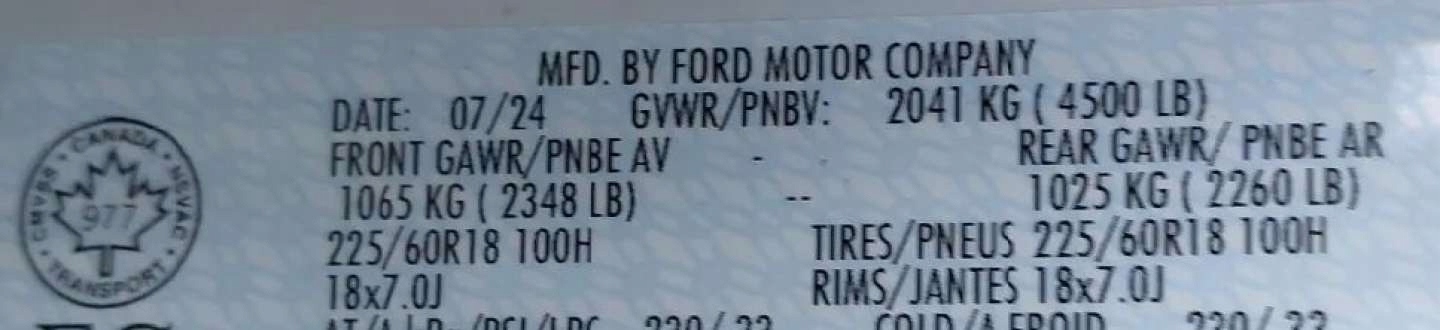 MFD. BY FORD MOTOR COMPANY
DATE: 07/24 GVWR/PNBV: 2041 KG ( 4500 LB)
FRONT GAWR/PNBE AV - REAR GAWR/ PNBE AR
1065 KG ( 2348 LB) -- 1025 KG ( 2260 LB)
225/60R18 100H TIRES/PNEUS 225/60R18 100H
18x7.0J RIMS/JANTES 18x7.0J
CANADA · NSVAC · TRANSPORT · CMVSS
977